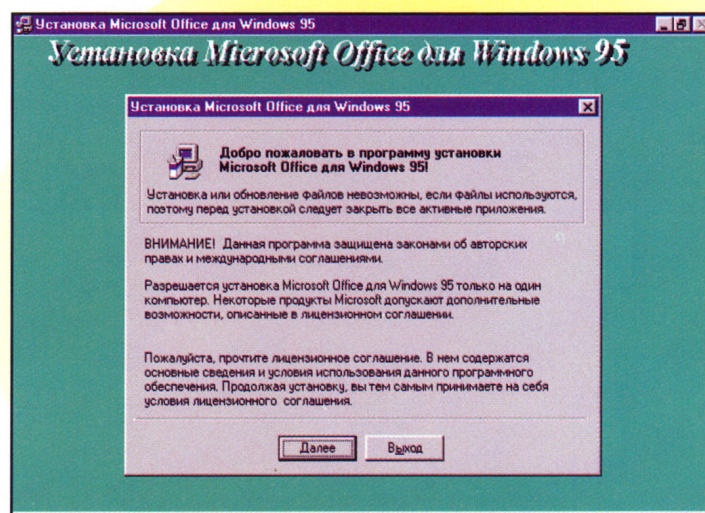 Установка Microsoft Office для Windows 95
Установка Microsoft Office для Windows 95
Установка Microsoft Office для Windows 95
Добро пожаловать в программу установки
Microsoft Office для Windows 95!
Установка или обновление файлов невозможны, если файлы используются,
поэтому перед установкой следует закрыть все активные приложения.
ВНИМАНИЕ! Данная программа защищена законами об авторских
правах и международными соглашениями.
Разрешается установка Microsoft Office для Windows 95 только на один
компьютер. Некоторые продукты Microsoft допускают дополнительные
возможности, описанные в лицензионном соглашении.
Пожалуйста, прочтите лицензионное соглашение. В нем содержатся
основные сведения и условия использования данного программного
обеспечения. Продолжая установку, вы тем самым принимаете на себя
условия лицензионного соглашения.
Далее
Выход